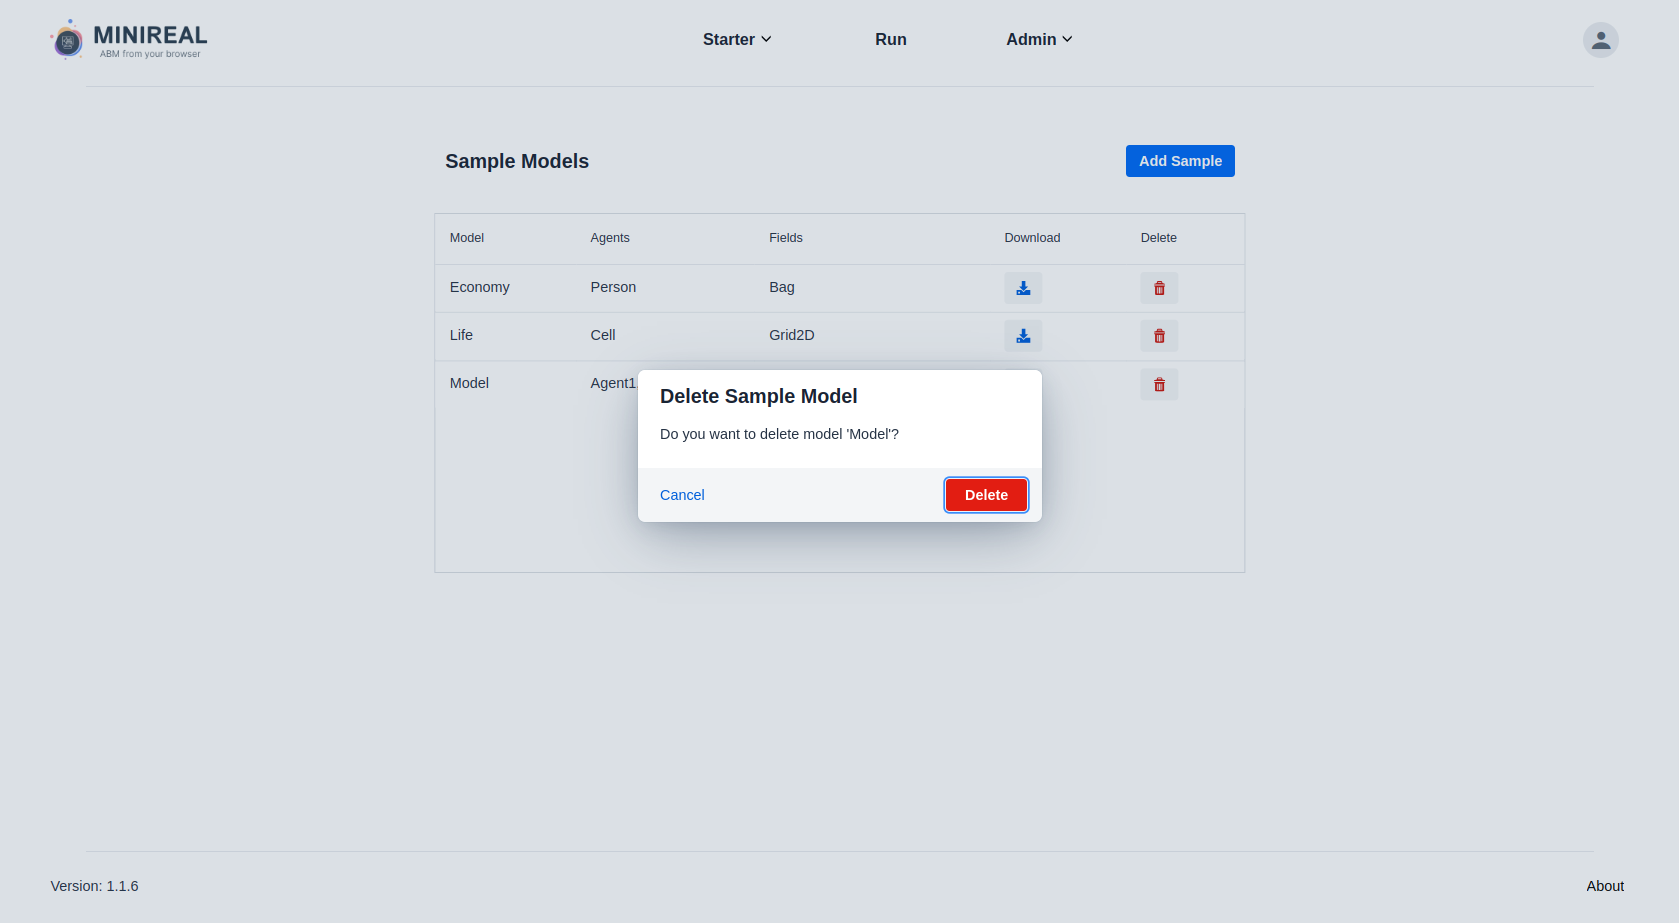 MINIREAL
ABM from your browser
Starter
Run
Admin
Sample Models
Add Sample
Model Agents Fields Download Delete
Economy Person Bag
Life Cell Grid2D
Model Agent1
Delete Sample Model
Do you want to delete model 'Model'?
Cancel
Delete
Version: 1.1.6
About